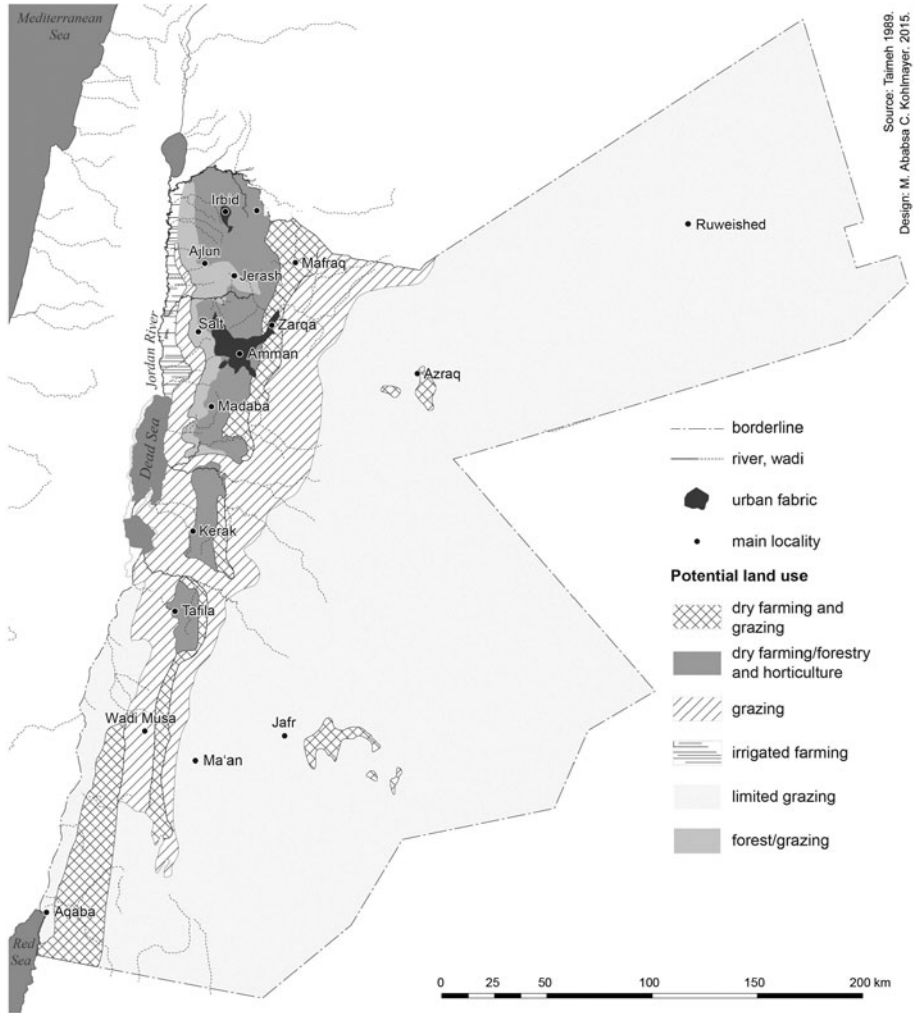 Mediterranean
Sea
Source: Taimeh 1989.
Design: M. Ababsa C. Kohlmayer. 2015.
Irbid
Ruweished
Ajlun
Mafraq
Jerash
Jordan River
Salt
Zarqa
Amman
Azraq
Madaba
Dead Sea
Kerak
Tafila
Wadi Musa
Jafr
Ma'an
Aqaba
Red
Sea
borderline
river, wadi
urban fabric
main locality
Potential land use
dry farming and
grazing
dry farming/forestry
and horticulture
grazing
irrigated farming
limited grazing
forest/grazing
0 50 100 150 200 km